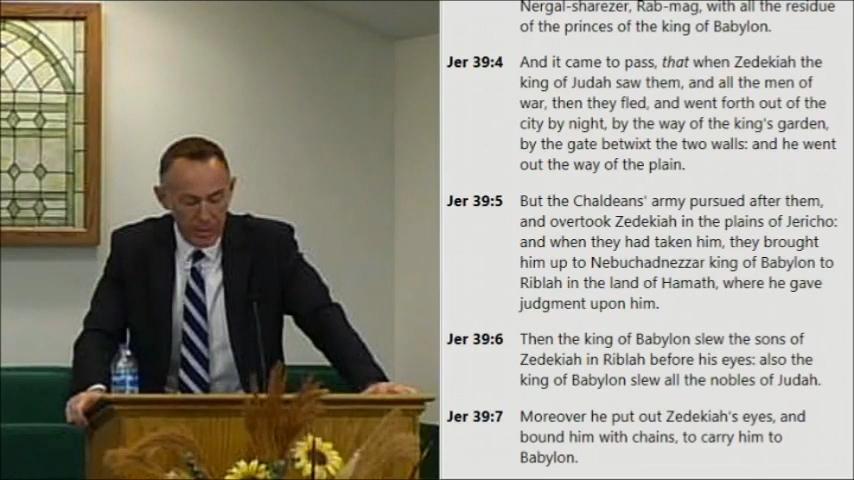 Nergal-sharezer, Rab-mag, with all the residue
of the princes of the king of Babylon.
Jer 39:4 And it came to pass, that when Zedekiah the
king of Judah saw them, and all the men of
war, then they fled, and went forth out of the
city by night, by the way of the king's garden,
by the gate betwixt the two walls: and he went
out the way of the plain.
Jer 39:5 But the Chaldeans' army pursued after them,
and overtook Zedekiah in the plains of Jericho:
and when they had taken him, they brought
him up to Nebuchadnezzar king of Babylon to
Riblah in the land of Hamath, where he gave
judgment upon him.
Jer 39:6 Then the king of Babylon slew the sons of
Zedekiah in Riblah before his eyes: also the
king of Babylon slew all the nobles of Judah.
Jer 39:7 Moreover he put out Zedekiah's eyes, and
bound him with chains, to carry him to
Babylon.